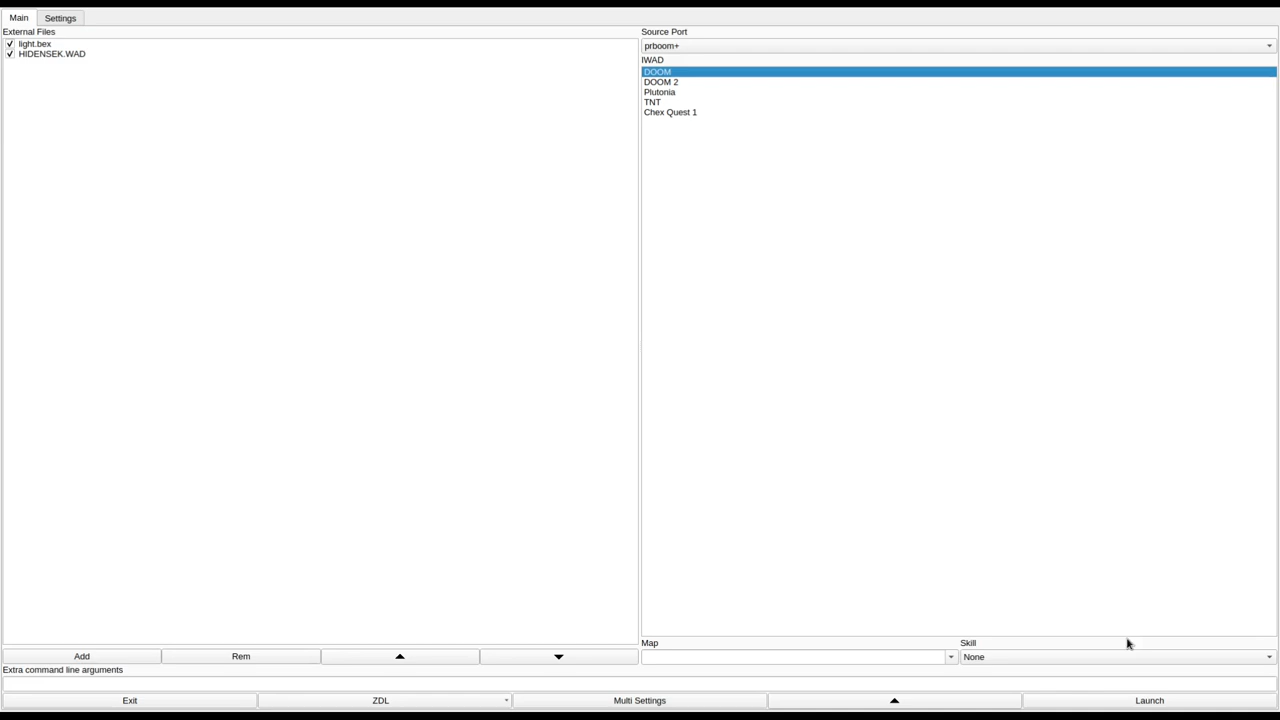 Main Settings
External Files
light.bex
HIDENSEK.WAD
Add Rem
Source Port
prboom+
IWAD
DOOM
DOOM 2
Plutonia
TNT
Chex Quest 1
Map Skill
None
Extra command line arguments
Exit ZDL Multi Settings Launch